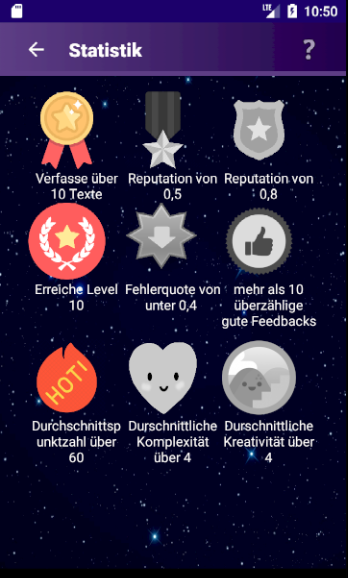 LTE 10:50
← Statistik ?
Verfasse über
10 Texte
Reputation von
0,5
Reputation von
0,8
Erreiche Level
10
Fehlerquote von
unter 0,4
mehr als 10
überzählige
gute Feedbacks
HOT!
Durchschnittsp
unktzahl über
60
Durschnittliche
Komplexität
über 4
Durschnittliche
Kreativität über
4